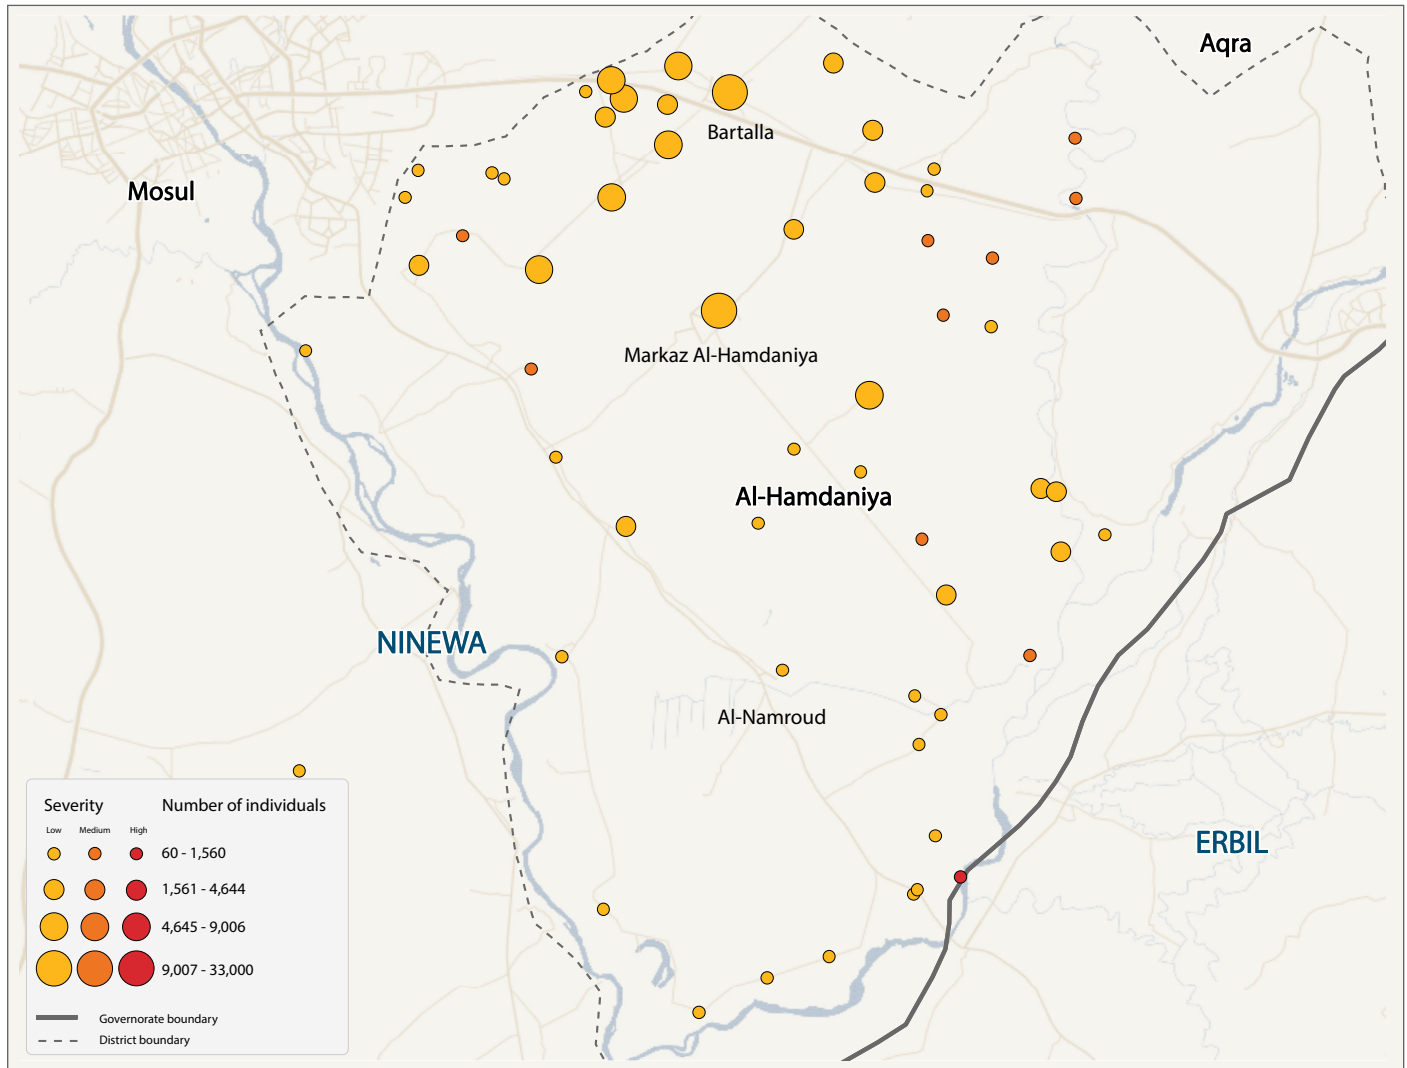 Aqra
Bartalla
Mosul
Markaz Al-Hamdaniya
Al-Hamdaniya
NINEWA
Al-Namroud
ERBIL
Severity Number of individuals
Low Medium High
60 - 1,560
1,561 - 4,644
4,645 - 9,006
9,007 - 33,000
Governorate boundary
District boundary